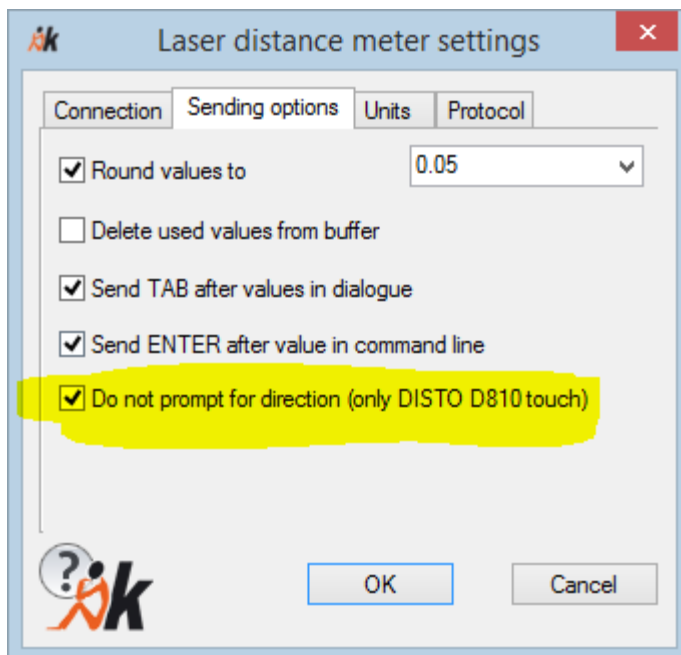 Laser distance meter settings
Connection
Sending options
Units
Protocol
Round values to
0.05
Delete used values from buffer
Send TAB after values in dialogue
Send ENTER after value in command line
Do not prompt for direction (only DISTO D810 touch)
?
k
OK
Cancel